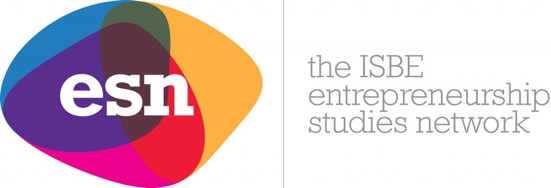 esn
the ISBE
entrepreneurship
studies network